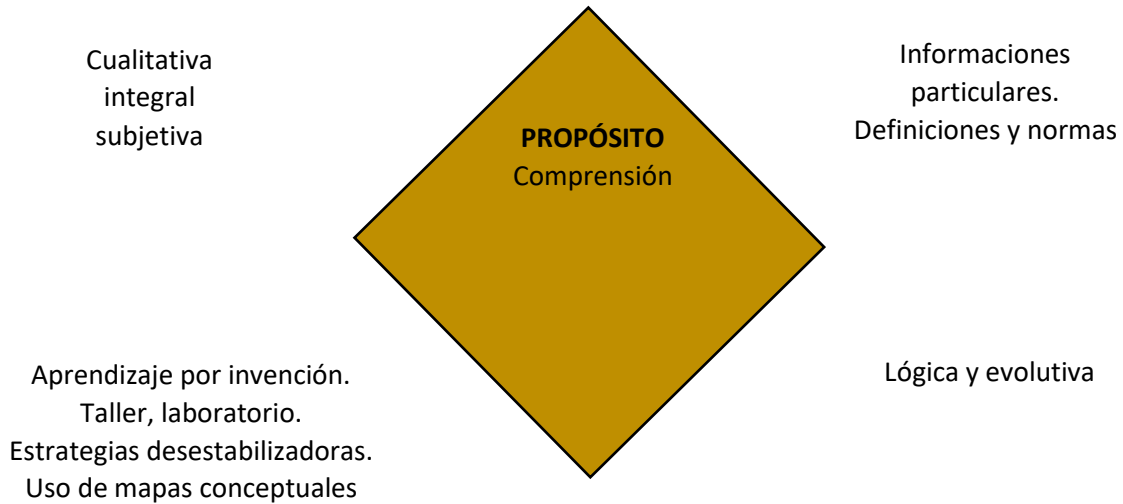 Cualitativa
integral
subjetiva
PROPÓSITO
Comprensión
Informaciones
particulares.
Definiciones y normas
Aprendizaje por invención.
Taller, laboratorio.
Estrategias desestabilizadoras.
Uso de mapas conceptuales
Lógica y evolutiva